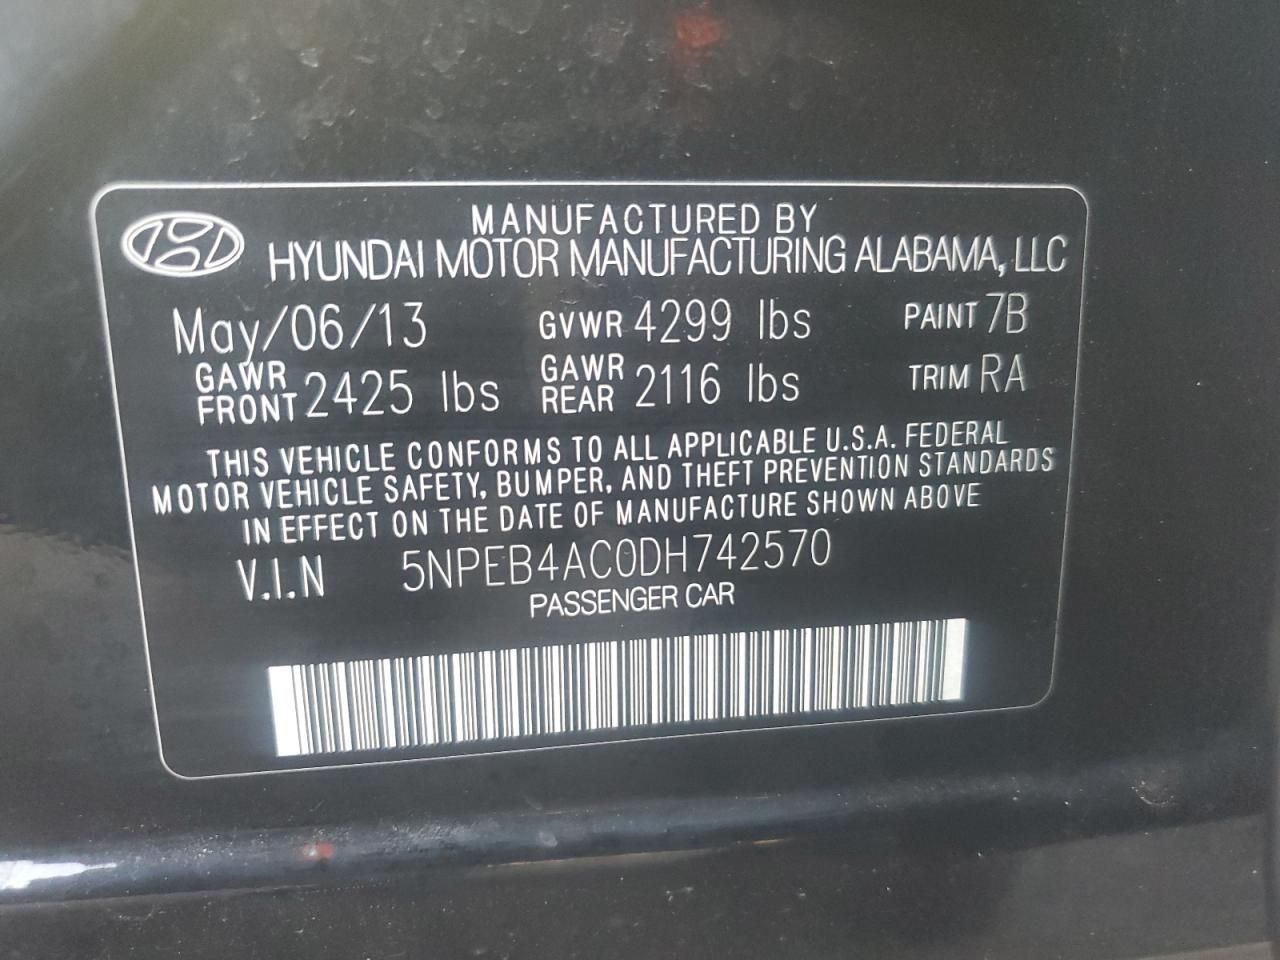 MANUFACTURED BY
HYUNDAI MOTOR MANUFACTURING ALABAMA, LLC
May/06/13 GVWR 4299 lbs PAINT 7B
GAWR FRONT 2425 lbs GAWR REAR 2116 lbs TRIM RA
THIS VEHICLE CONFORMS TO ALL APPLICABLE U.S.A. FEDERAL
MOTOR VEHICLE SAFETY, BUMPER, AND THEFT PREVENTION STANDARDS
IN EFFECT ON THE DATE OF MANUFACTURE SHOWN ABOVE
V.I.N 5NPEB4AC0DH742570
PASSENGER CAR